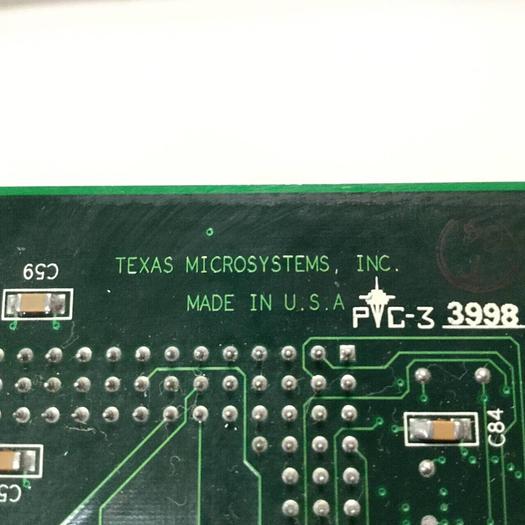 TEXAS MICROSYSTEMS, INC.
MADE IN U.S.A
PVC-3 3998
C59
C84